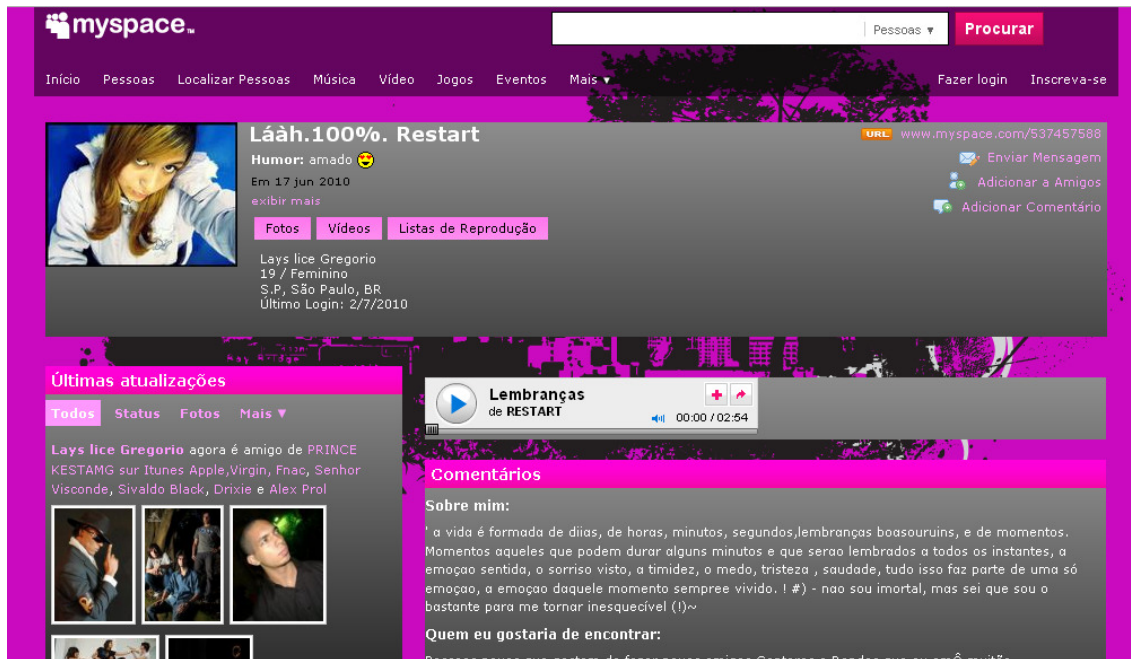 myspace™
Pessoas ▾ Procurar
Início Pessoas Localizar Pessoas Música Vídeo Jogos Eventos Mais ▾ Fazer login Inscreva-se
Láàh.100%. Restart
Humor: amado
Em 17 jun 2010
exibir mais
Fotos Vídeos Listas de Reprodução
Lays lice Gregorio
19 / Feminino
S.P, São Paulo, BR
Último Login: 2/7/2010
URL www.myspace.com/537457588
Enviar Mensagem
Adicionar a Amigos
Adicionar Comentário
Bay Bridge
Últimas atualizações
Todos Status Fotos Mais ▼
Lays lice Gregorio agora é amigo de PRINCE
KESTAMG sur Itunes Apple,Virgin, Fnac, Senhor
Visconde, Sivaldo Black, Drixie e Alex Prol
Lembranças
de RESTART
00:00 / 02:54
Comentários
Sobre mim:
' a vida é formada de diias, de horas, minutos, segundos,lembranças boasouruins, e de momentos.
Momentos aqueles que podem durar alguns minutos e que serao lembrados a todos os instantes, a
emoçao sentida, o sorriso visto, a timidez, o medo, tristeza , saudade, tudo isso faz parte de uma só
emoçao, a emoçao daquele momento sempree vivido. ! #) - nao sou imortal, mas sei que sou o
bastante para me tornar inesquecível (!)~
Quem eu gostaria de encontrar: